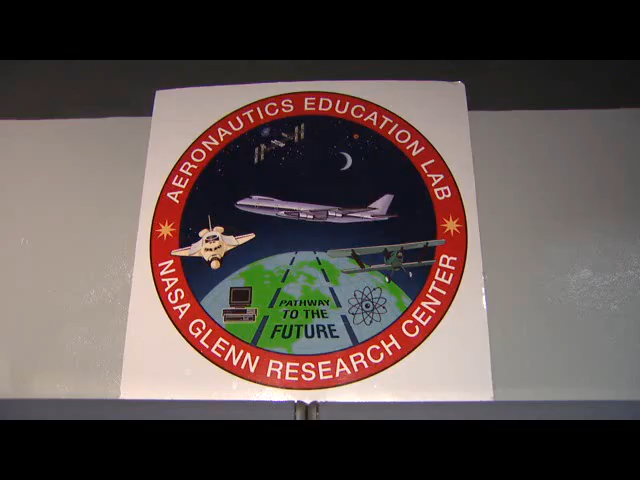 AERONAUTICS EDUCATION LAB
PATHWAY
TO THE
FUTURE
NASA GLENN RESEARCH CENTER